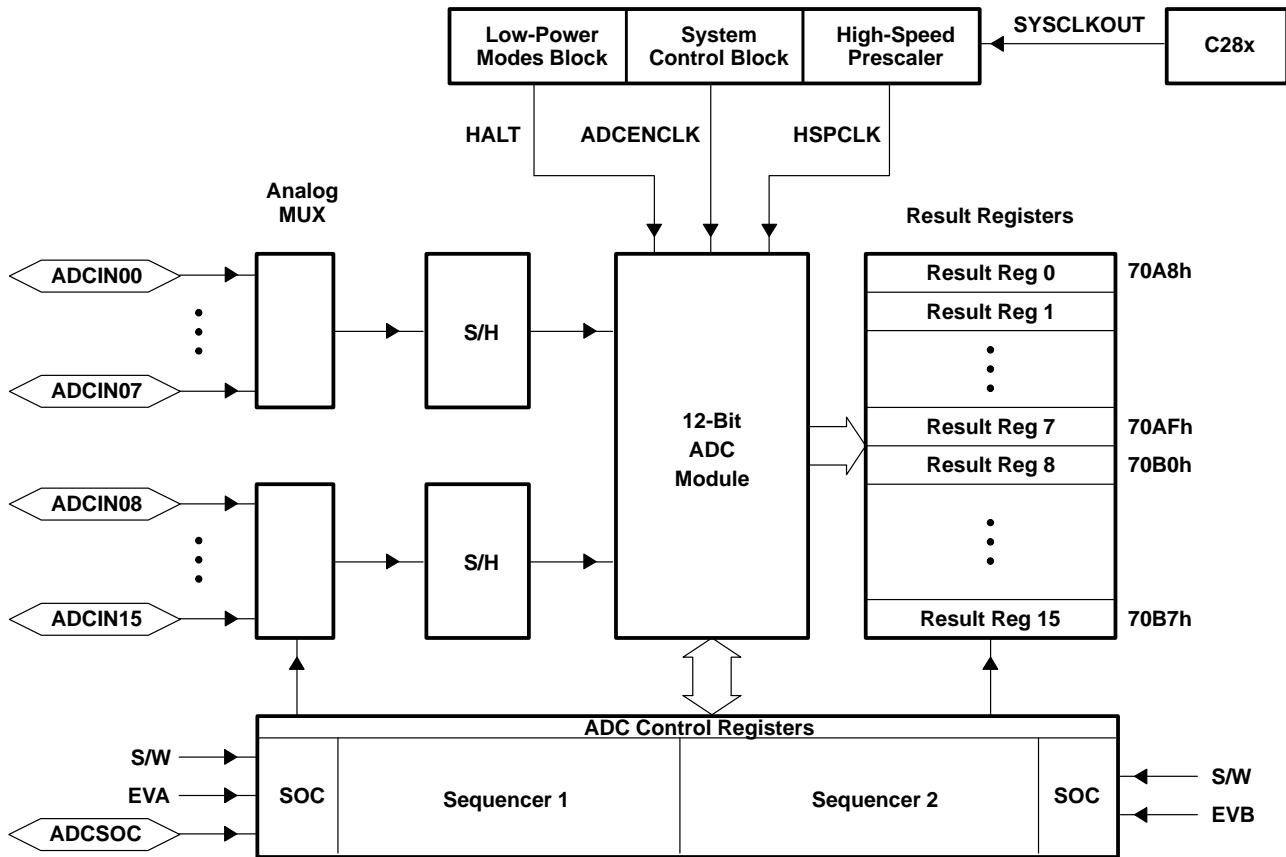 Low-Power
Modes Block
System
Control Block
High-Speed
Prescaler
SYSCLKOUT
C28x
HALT
ADCENCLK
HSPCLK
Analog
MUX
Result Registers
ADCIN00
ADCIN07
S/H
12-Bit
ADC
Module
Result Reg 0
70A8h
Result Reg 1
Result Reg 7
70AFh
Result Reg 8
70B0h
ADCIN08
ADCIN15
S/H
Result Reg 15
70B7h
ADC Control Registers
S/W
EVA
ADCSOC
SOC
Sequencer 1
Sequencer 2
SOC
S/W
EVB